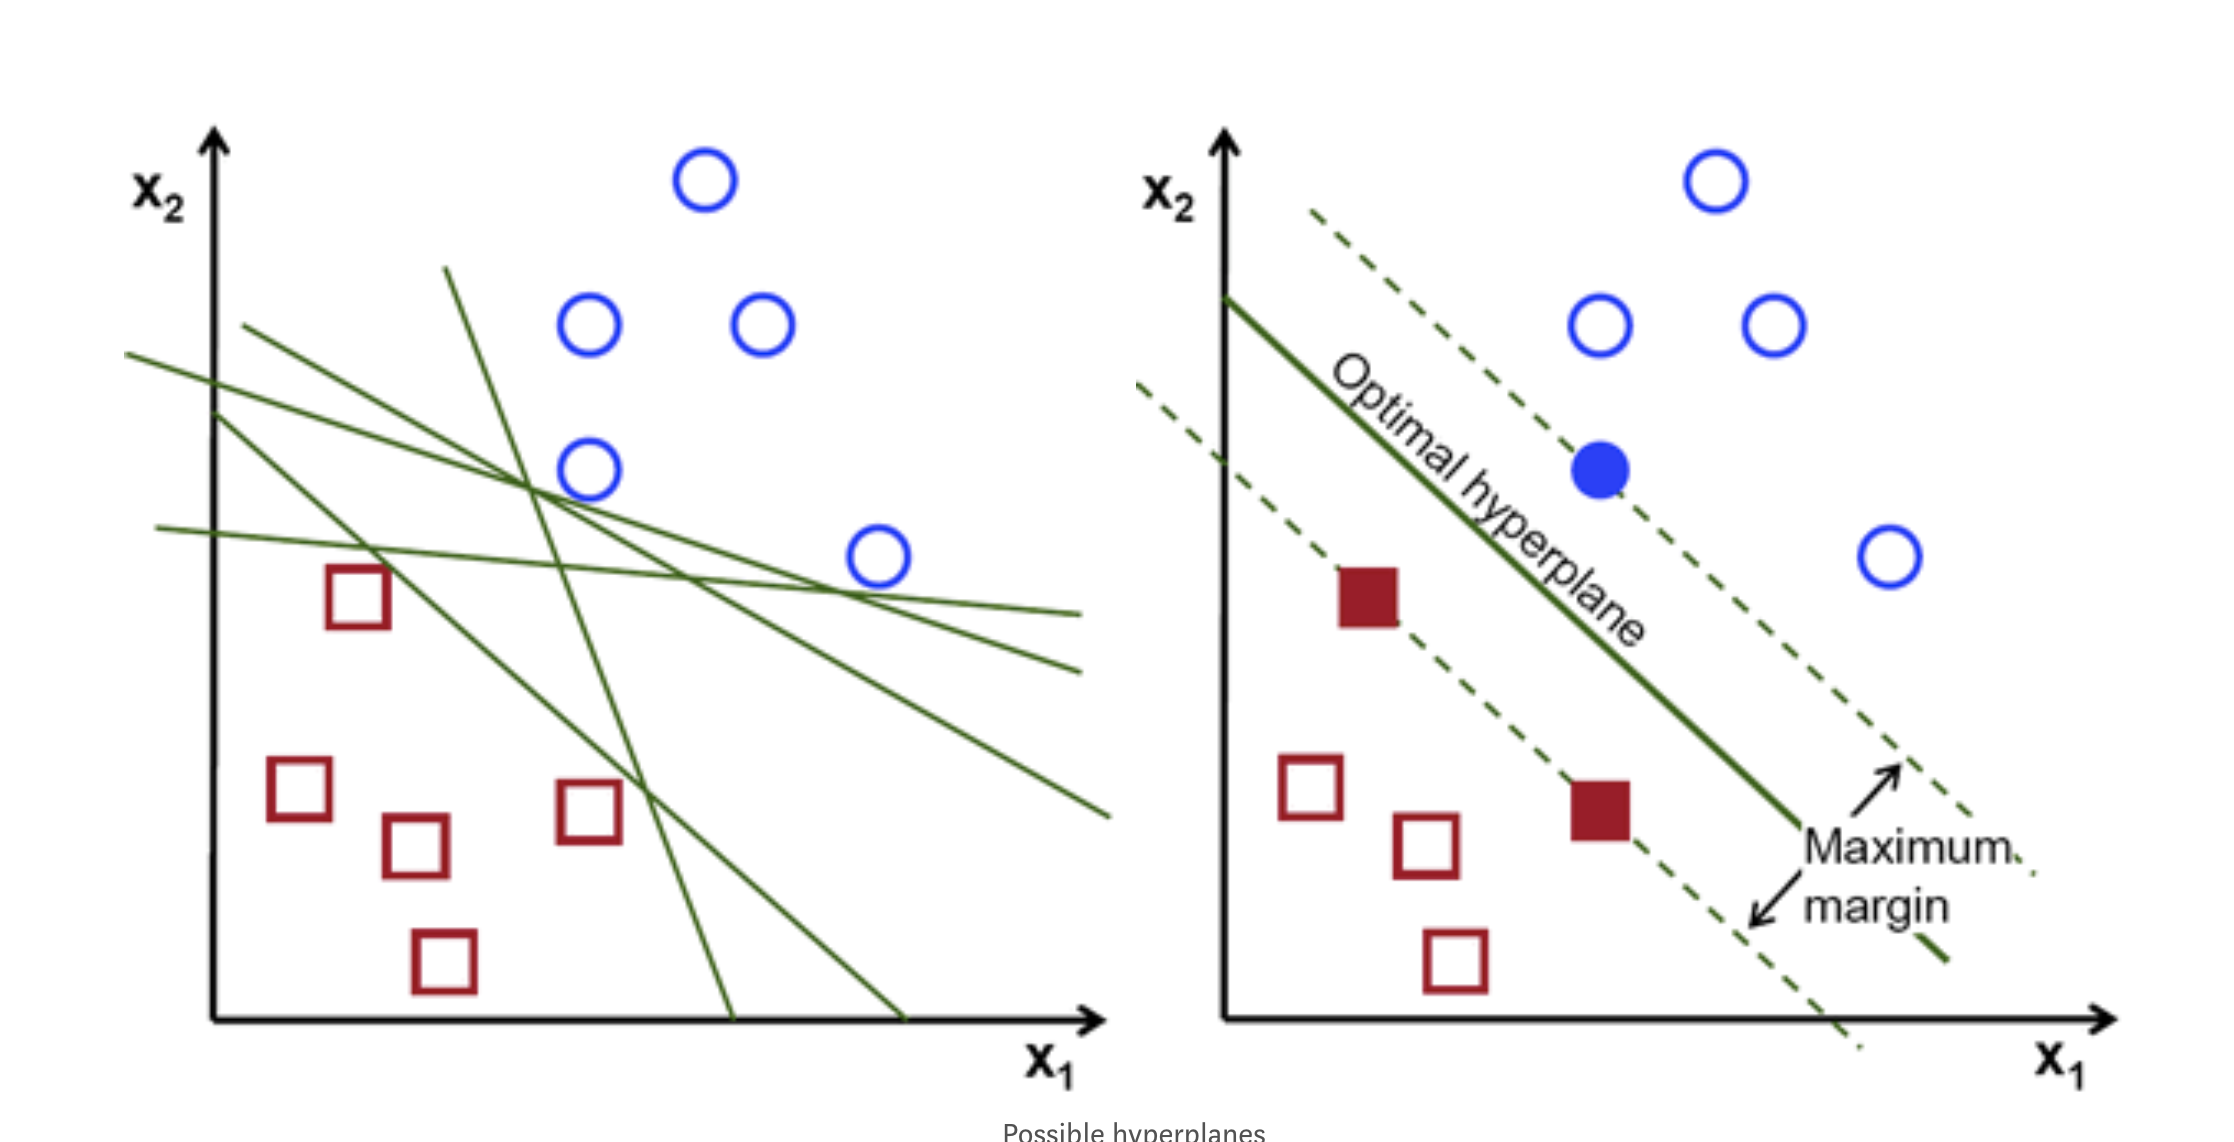 x₂
x₁
x₂
Optimal hyperplane
Maximum
margin
x₁
Possible hyperplanes